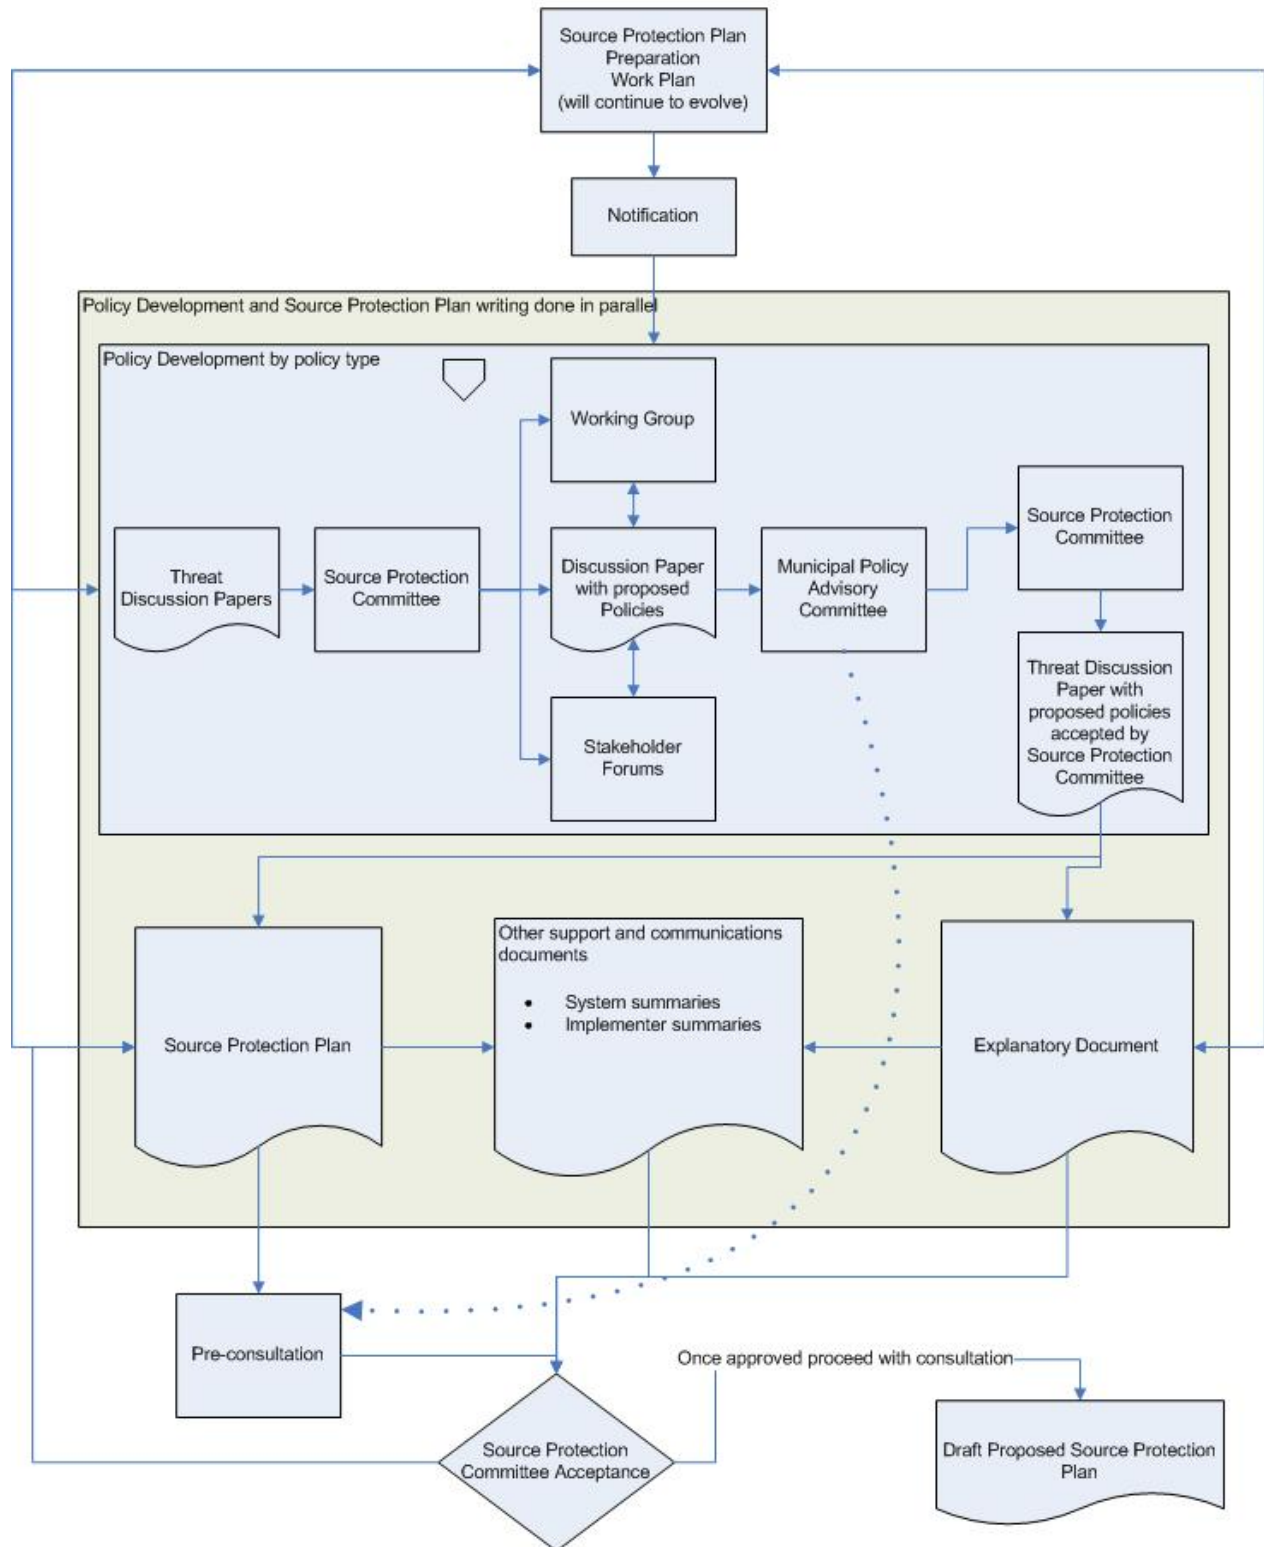 Source Protection Plan
Preparation
Work Plan
(will continue to evolve)
Notification
Policy Development and Source Protection Plan writing done in parallel
Policy Development by policy type
Working Group
Threat
Discussion Papers
Source Protection
Committee
Discussion Paper
with proposed
Policies
Municipal Policy
Advisory
Committee
Source Protection
Committee
Stakeholder
Forums
Threat Discussion
Paper with
proposed policies
accepted by
Source Protection
Committee
Source Protection Plan
Other support and communications
documents
• System summaries
• Implementer summaries
Explanatory Document
Pre-consultation
Once approved proceed with consultation
Source Protection
Committee Acceptance
Draft Proposed Source Protection
Plan